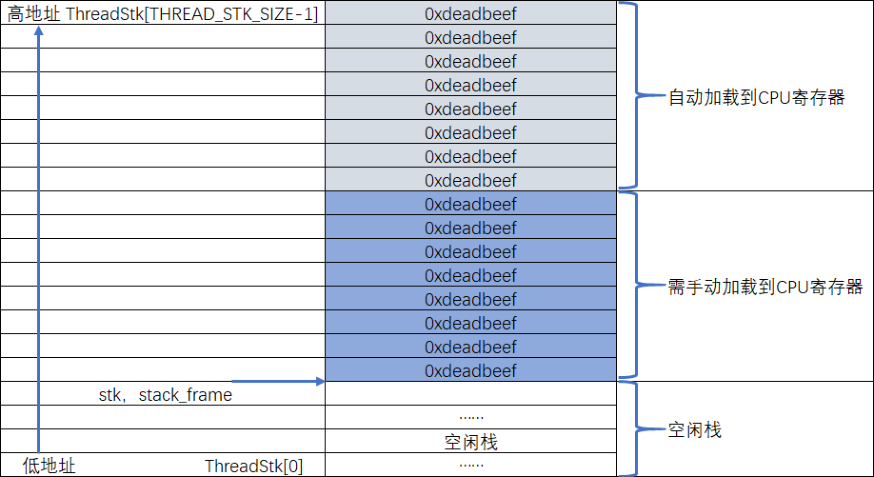 高地址 ThreadStk[THREAD_STK_SIZE-1]
0xdeadbeef
0xdeadbeef
0xdeadbeef
0xdeadbeef
0xdeadbeef
0xdeadbeef
0xdeadbeef
0xdeadbeef
自动加载到CPU寄存器
0xdeadbeef
0xdeadbeef
0xdeadbeef
0xdeadbeef
0xdeadbeef
0xdeadbeef
0xdeadbeef
0xdeadbeef
需手动加载到CPU寄存器
stk，stack_frame
......
空闲栈
空闲栈
低地址 ThreadStk[0]
......